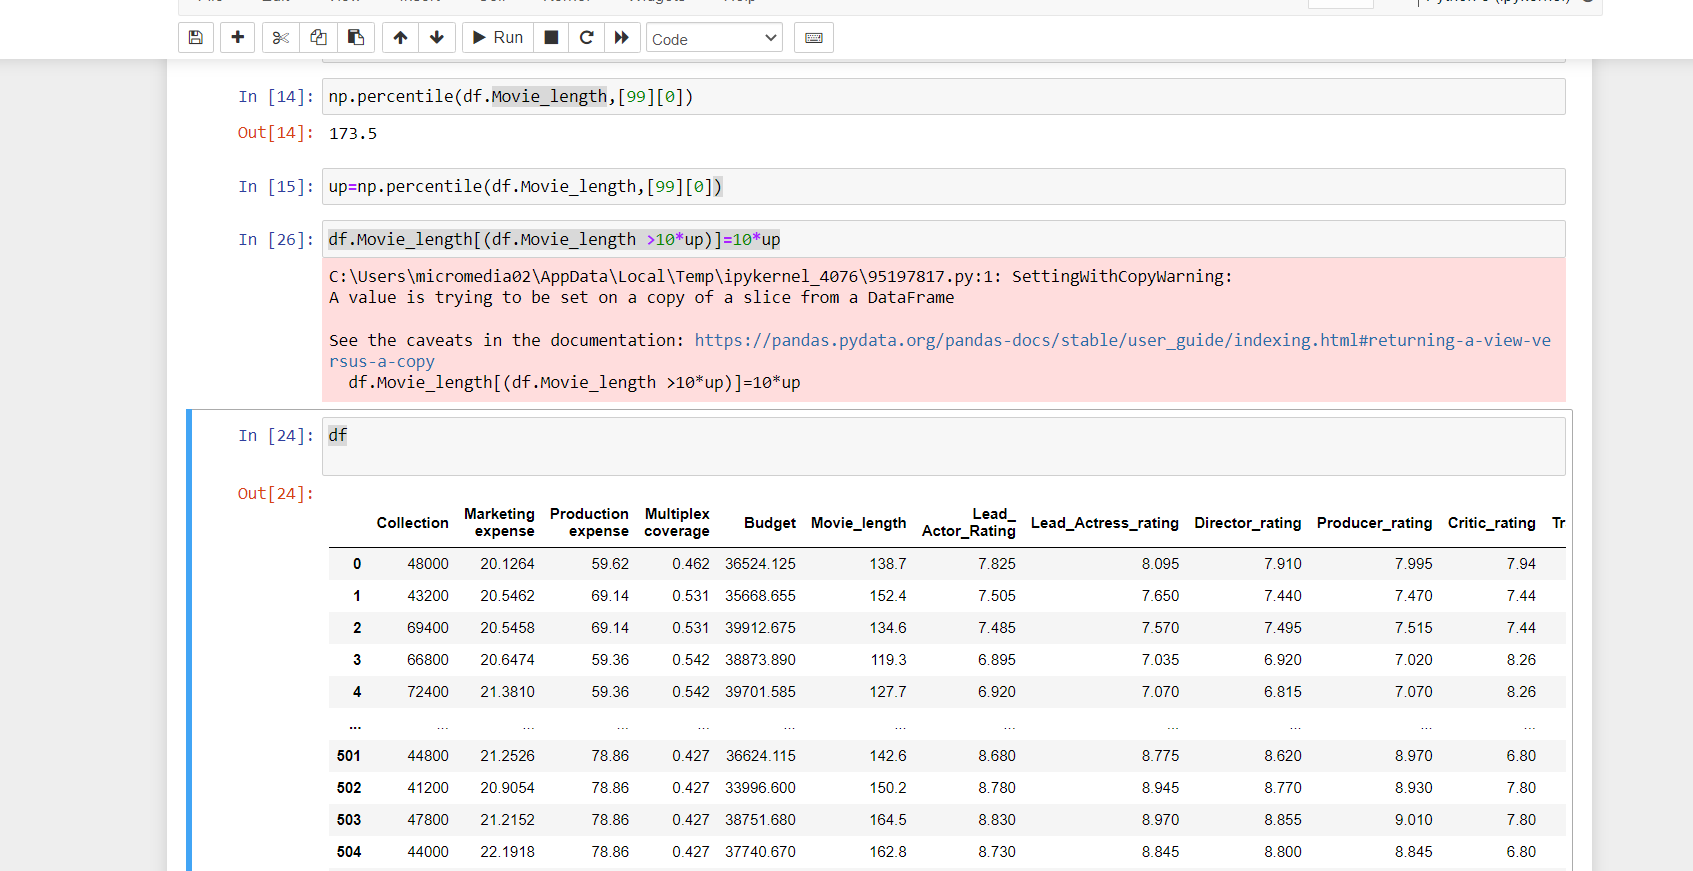 Run
Code
In [14]: np.percentile(df.Movie_length,[99][0])
Out[14]: 173.5
In [15]: up=np.percentile(df.Movie_length,[99][0])
In [26]: df.Movie_length[(df.Movie_length >10*up)]=10*up
C:\Users\micromedia02\AppData\Local\Temp\ipykernel_4076\95197817.py:1: SettingWithCopyWarning:
A value is trying to be set on a copy of a slice from a DataFrame
See the caveats in the documentation: https://pandas.pydata.org/pandas-docs/stable/user_guide/indexing.html#returning-a-view-ve
rsus-a-copy
df.Movie_length[(df.Movie_length >10*up)]=10*up
In [24]: df
Out[24]:
Collection Marketing expense Production expense Multiplex coverage Budget Movie_length Lead_ Actor_Rating Lead_Actress_rating Director_rating Producer_rating Critic_rating Tr
0 48000 20.1264 59.62 0.462 36524.125 138.7 7.825 8.095 7.910 7.995 7.94
1 43200 20.5462 69.14 0.531 35668.655 152.4 7.505 7.650 7.440 7.470 7.44
2 69400 20.5458 69.14 0.531 39912.675 134.6 7.485 7.570 7.495 7.515 7.44
3 66800 20.6474 59.36 0.542 38873.890 119.3 6.895 7.035 6.920 7.020 8.26
4 72400 21.3810 59.36 0.542 39701.585 127.7 6.920 7.070 6.815 7.070 8.26
... ... ... ... ... ... ... ... ... ... ... ...
501 44800 21.2526 78.86 0.427 36624.115 142.6 8.680 8.775 8.620 8.970 6.80
502 41200 20.9054 78.86 0.427 33996.600 150.2 8.780 8.945 8.770 8.930 7.80
503 47800 21.2152 78.86 0.427 38751.680 164.5 8.830 8.970 8.855 9.010 7.80
504 44000 22.1918 78.86 0.427 37740.670 162.8 8.730 8.845 8.800 8.845 6.80